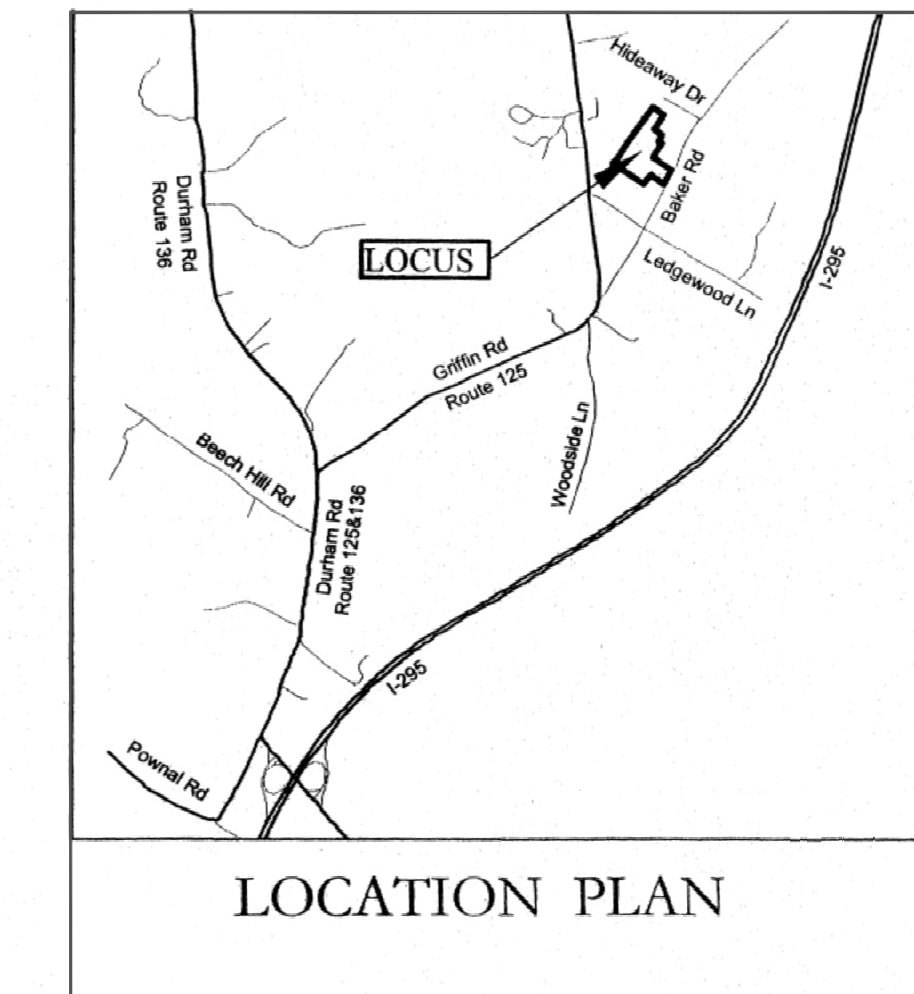 Hideaway Dr
Durham Rd
Route 136
Baker Rd
LOCUS
Ledgewood Ln
I-295
Griffin Rd
Route 125
Woodside Ln
Beech Hill Rd
Durham Rd
Route 125&136
I-295
Pownal Rd
LOCATION PLAN